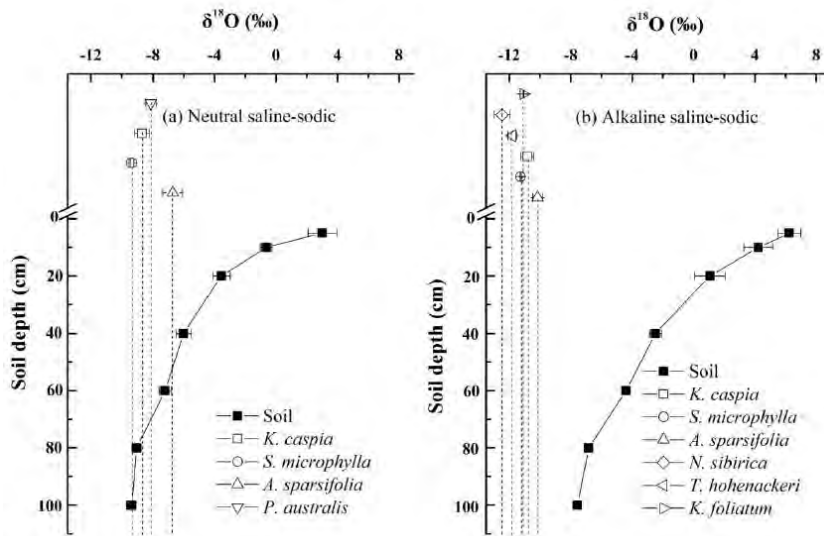 δ¹⁸O (‰) δ¹⁸O (‰)
-12 -8 -4 0 4 8 -12 -8 -4 0 4 8
(a) Neutral saline-sodic (b) Alkaline saline-sodic
0 0
20 20
40 40
60 60
80 80
100 100
Soil depth (cm) Soil depth (cm)
Soil
K. caspia
S. microphylla
A. sparsifolia
P. australis
Soil
K. caspia
S. microphylla
A. sparsifolia
N. sibirica
T. hohenackeri
K. foliatum